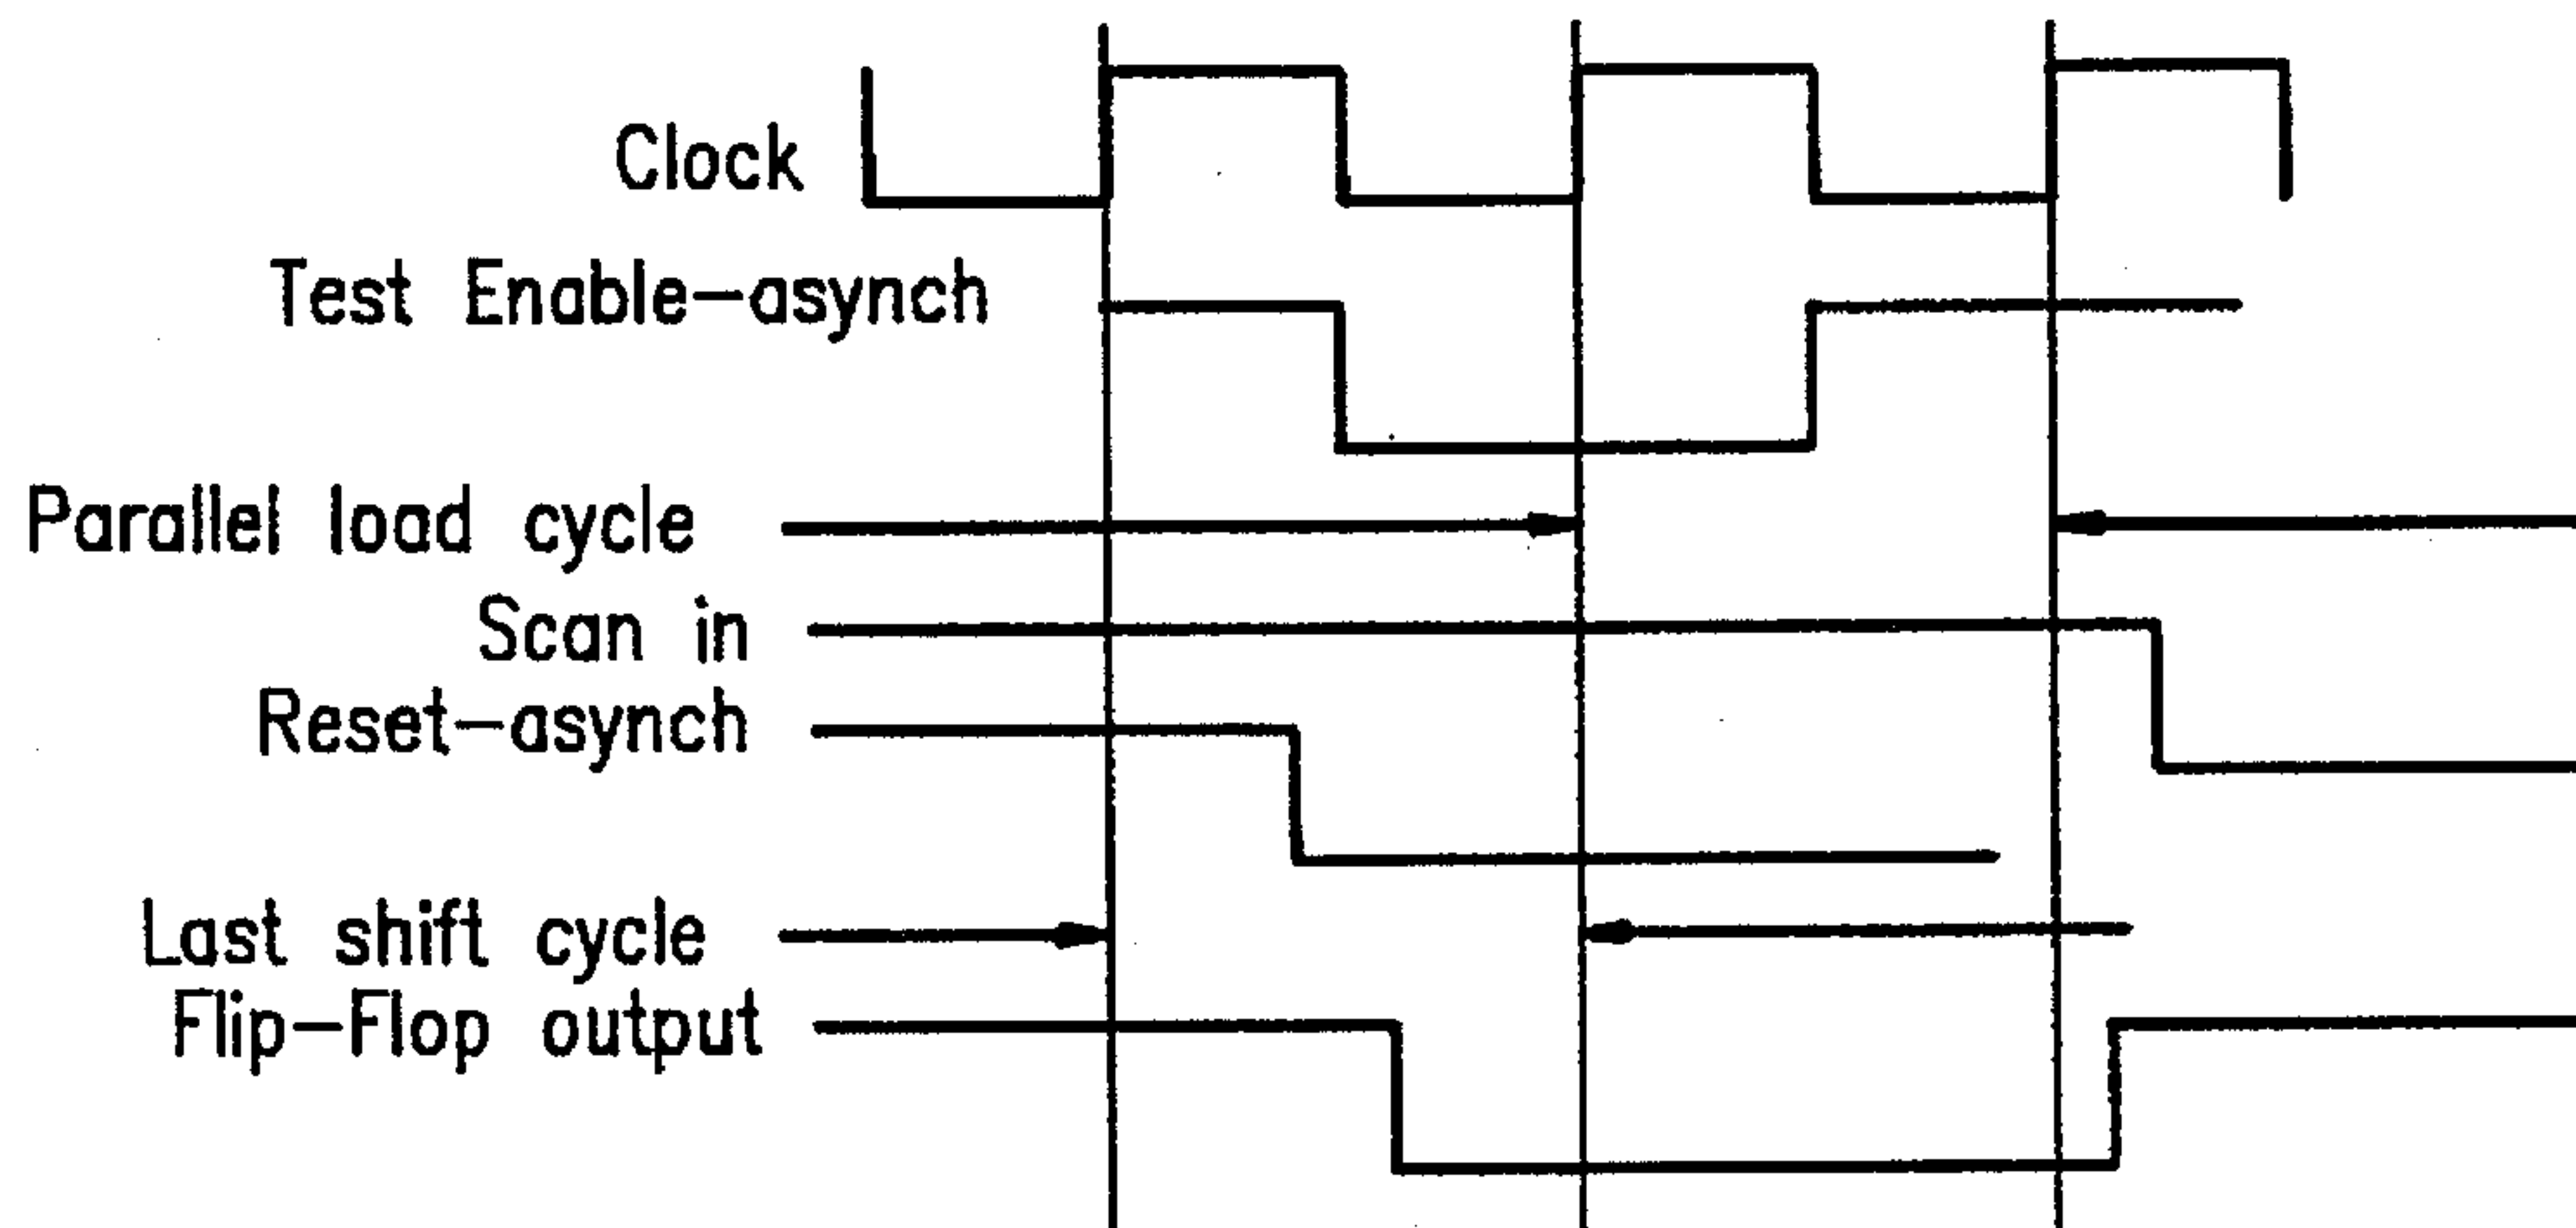 Clock
Test Enable-asynch
Parallel load cycle
Scan in
Reset-asynch
Last shift cycle
Flip-Flop output